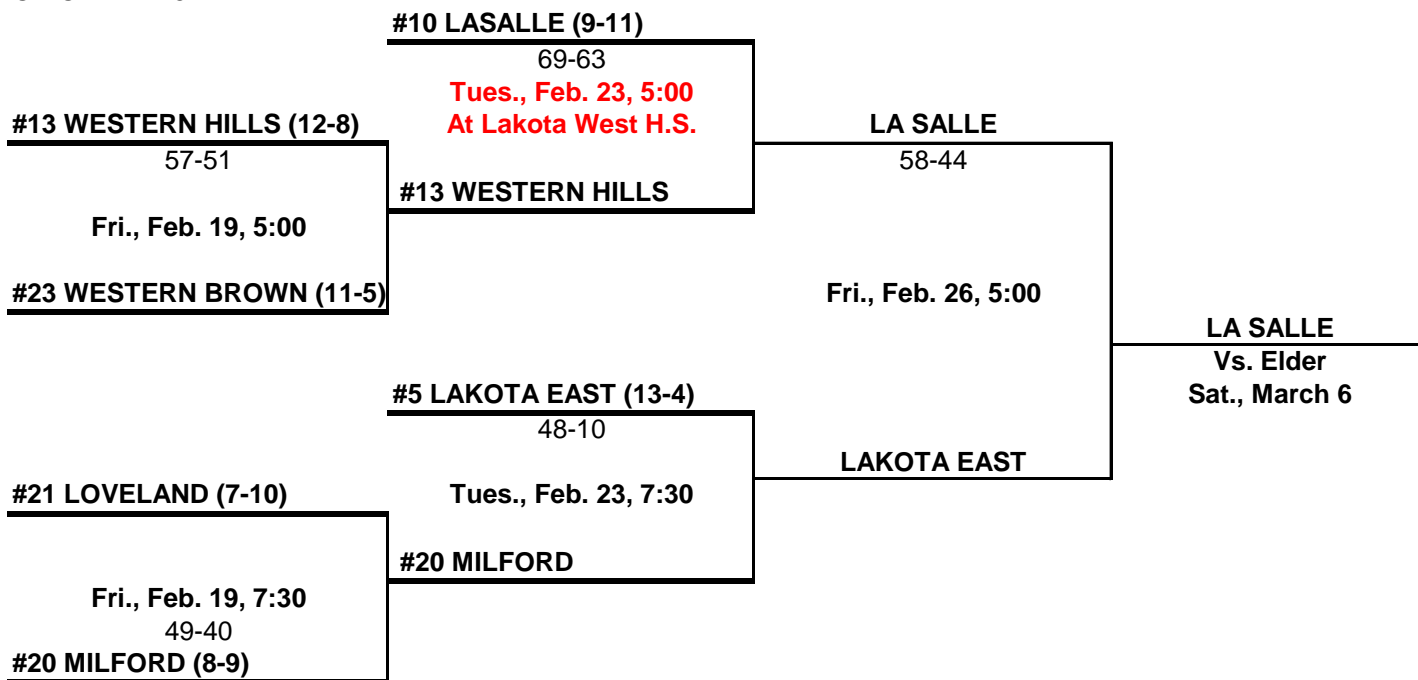 #10 LASALLE (9-11)
69-63
Tues., Feb. 23, 5:00
At Lakota West H.S.
#13 WESTERN HILLS (12-8)
57-51
LA SALLE
58-44
#13 WESTERN HILLS
Fri., Feb. 19, 5:00
#23 WESTERN BROWN (11-5)
Fri., Feb. 26, 5:00
LA SALLE
Vs. Elder
Sat., March 6
#5 LAKOTA EAST (13-4)
48-10
LAKOTA EAST
#21 LOVELAND (7-10)
Tues., Feb. 23, 7:30
#20 MILFORD
Fri., Feb. 19, 7:30
49-40
#20 MILFORD (8-9)